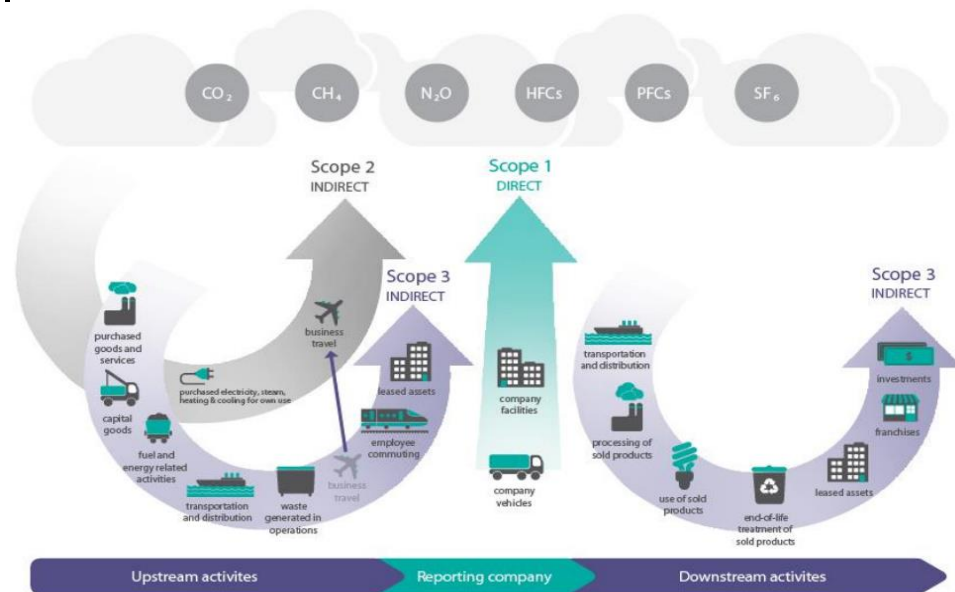 CO₂
CH₄
N₂O
HFCs
PFCs
SF₆
Scope 2
INDIRECT
Scope 1
DIRECT
Scope 3
INDIRECT
Scope 3
INDIRECT
purchased
goods and
services
capital
goods
fuel and
energy related
activities
purchased electricity, steam,
heating & cooling for own use
transportation
and distribution
waste
generated in
operations
business
travel
business
travel
employee
commuting
leased assets
company
facilities
company
vehicles
transportation
and distribution
processing of
sold products
use of sold
products
end-of-life
treatment of
sold products
leased assets
franchises
investments
$
Upstream activites
Reporting company
Downstream activites